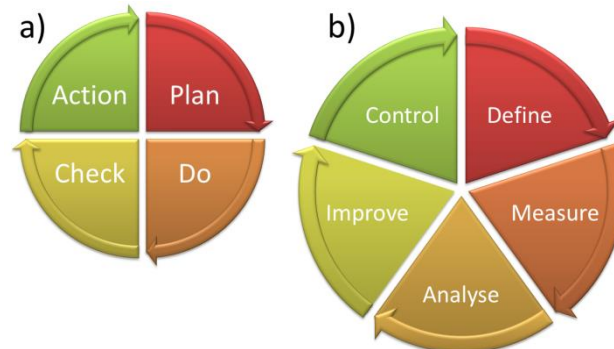 a)
Action
Plan
Check
Do
b)
Control
Define
Improve
Measure
Analyse